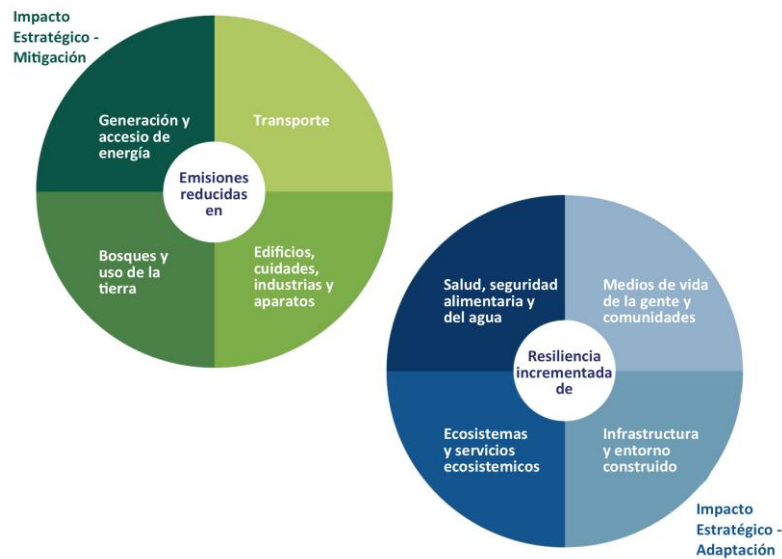 Impacto
Estratégico -
Mitigación
Generación y
accesio de
energía
Transporte
Emisiones
reducidas
en
Bosques y
uso de la
tierra
Edificios,
cuidades,
industrias y
aparatos
Salud, seguridad
alimentaria y
del agua
Medios de vida
de la gente y
comunidades
Resiliencia
incrementada
de
Ecosistemas
y servicios
ecosistemicos
Infrastructura
y entorno
construido
Impacto
Estratégico -
Adaptación